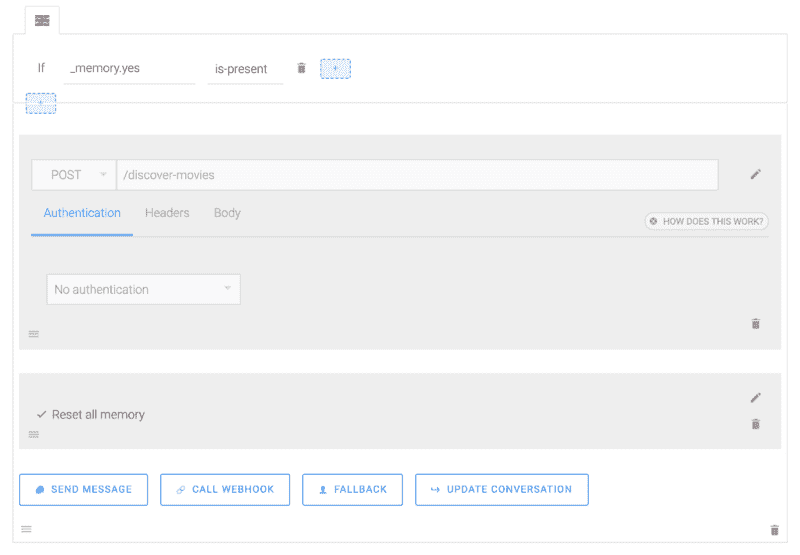 If _memory.yes is-present +
+
POST /discover-movies
Authentication Headers Body
HOW DOES THIS WORK?
No authentication
Reset all memory
SEND MESSAGE CALL WEBHOOK FALLBACK UPDATE CONVERSATION